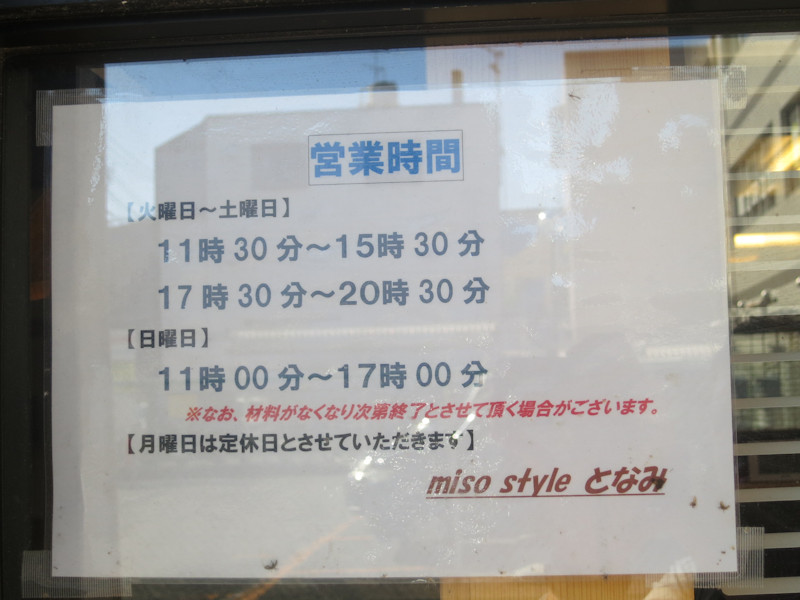 営業時間
【火曜日～土曜日】
11時30分～15時30分
17時30分～20時30分
【日曜日】
11時00分～17時00分
※なお、材料がなくなり次第終了とさせて頂く場合がございます。
【月曜日は定休日とさせていただきます】
miso style となみ